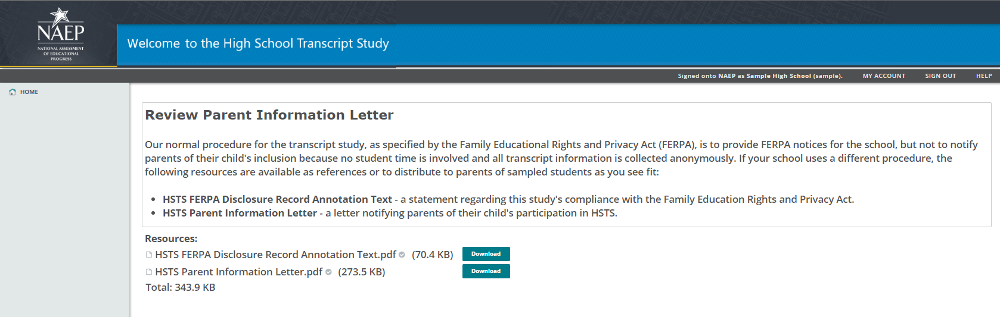 NAEP
NATIONAL ASSESSMENT
OF EDUCATIONAL
PROGRESS
Welcome to the High School Transcript Study
Signed onto NAEP as Sample High School (sample). MY ACCOUNT SIGN OUT HELP
HOME
Review Parent Information Letter
Our normal procedure for the transcript study, as specified by the Family Educational Rights and Privacy Act (FERPA), is to provide FERPA notices for the school, but not to notify
parents of their child's inclusion because no student time is involved and all transcript information is collected anonymously. If your school uses a different procedure, the
following resources are available as references or to distribute to parents of sampled students as you see fit:
• HSTS FERPA Disclosure Record Annotation Text - a statement regarding this study's compliance with the Family Education Rights and Privacy Act.
• HSTS Parent Information Letter - a letter notifying parents of their child's participation in HSTS.
Resources:
HSTS FERPA Disclosure Record Annotation Text.pdf (70.4 KB) Download
HSTS Parent Information Letter.pdf (273.5 KB) Download
Total: 343.9 KB